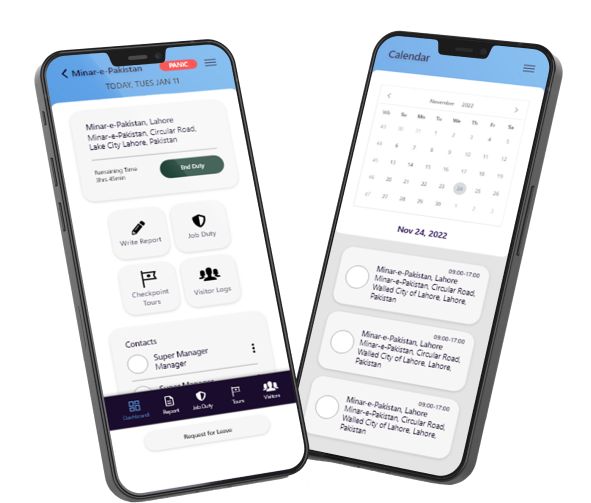 Minar-e-Pakistan
PANIC
TODAY, TUES JAN 11
Minar-e-Pakistan, Lahore
Minar-e-Pakistan, Circular Road,
Lake City Lahore, Pakistan
Remaining Time
3hrs 45min
End Duty
Write Report
Job Duty
Checkpoint
Tours
Visitor Logs
Contacts
Super Manager
Manager
Super Manager
Dashboard
Report
Job Duty
Tours
Visitors
Request for Leave
Calendar
November 2022
Su Mo Tu We Th Fr Sa
1 2 3 4 5
6 7 8 9 10 11 12
13 14 15 16 17 18 19
20 21 22 23 24 25 26
27 28 29 30 1 2 3
Nov 24, 2022
09:00-17:00
Minar-e-Pakistan, Lahore
Minar-e-Pakistan, Circular Road,
Walled City of Lahore, Lahore,
Pakistan
09:00-17:00
Minar-e-Pakistan, Lahore
Minar-e-Pakistan, Circular Road,
Walled City of Lahore, Lahore,
Pakistan
09:00-17:00
Minar-e-Pakistan, Lahore
Minar-e-Pakistan, Circular Road,
Walled City of Lahore, Lahore,
Pakistan